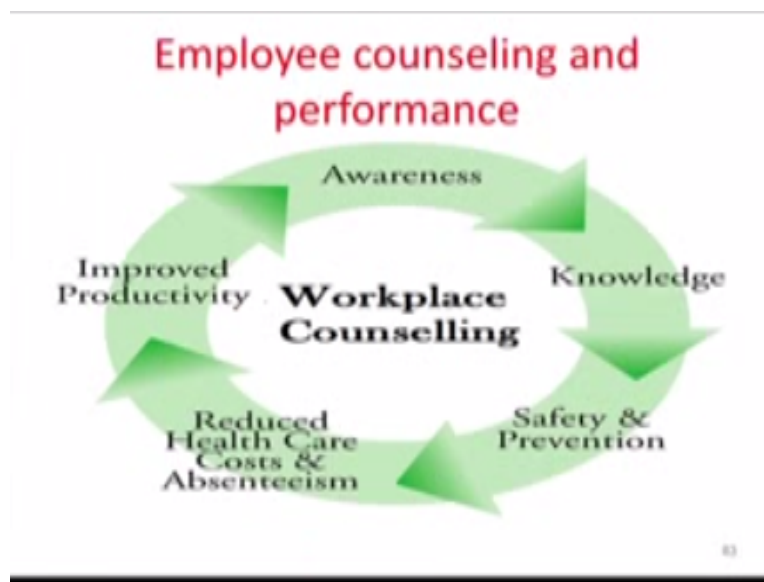 Employee counseling and
performance
Awareness
Knowledge
Safety &
Prevention
Reduced
Health Care
Costs &
Absenteeism
Improved
Productivity
Workplace
Counselling